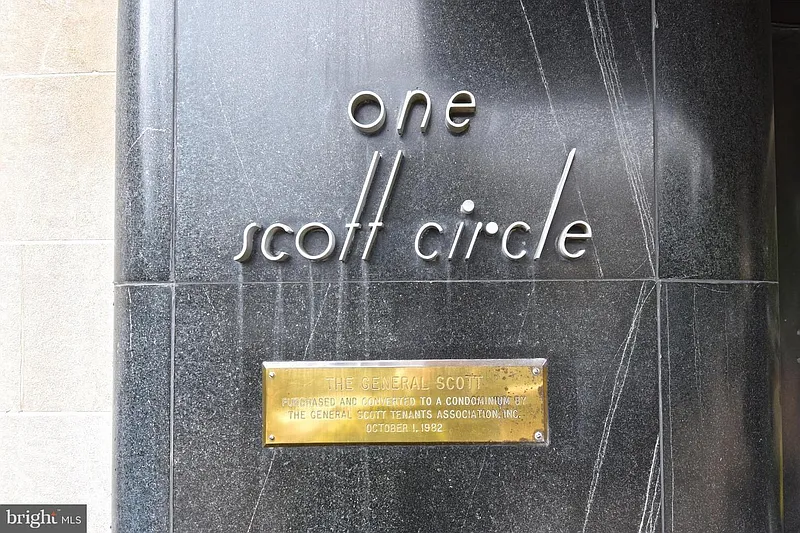 one
scott circle
THE GENERAL SCOTT
PURCHASED AND CONVERTED TO A CONDOMINIUM BY
THE GENERAL SCOTT TENANTS ASSOCIATION, INC.
OCTOBER 1, 1982
bright MLS